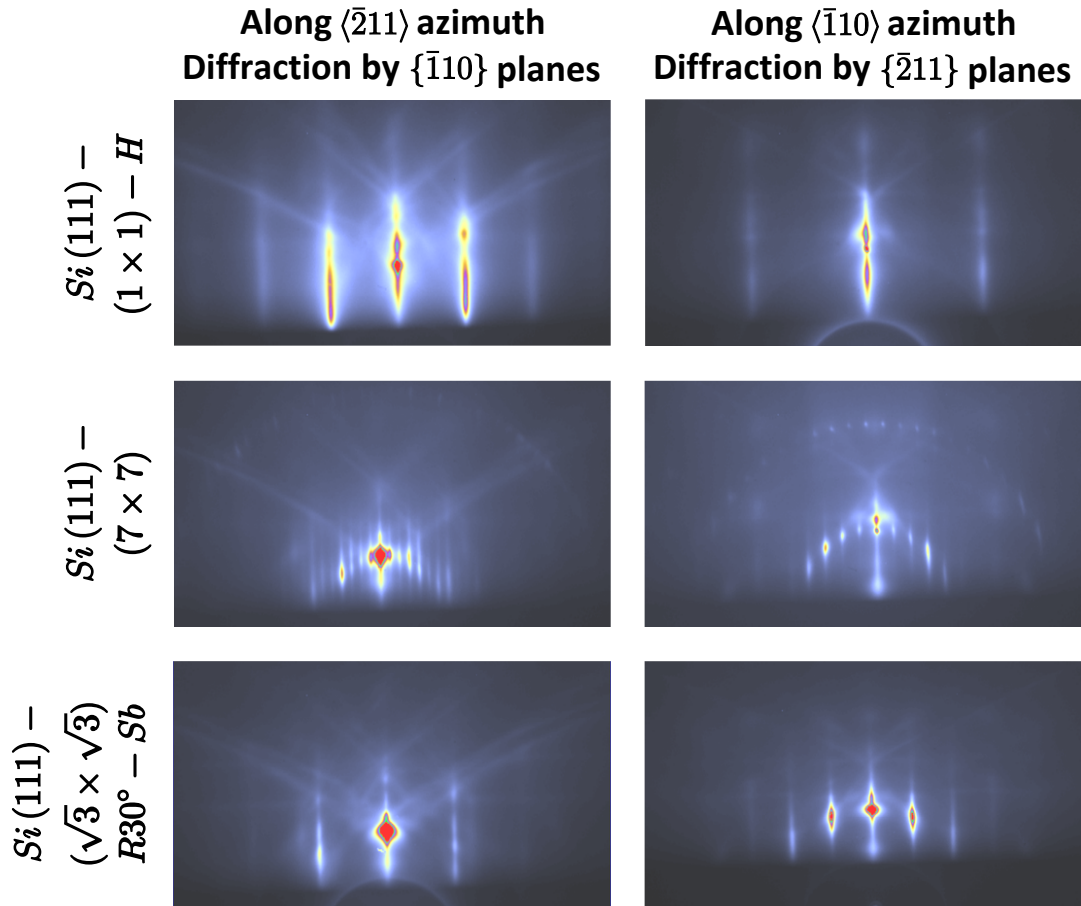 Along ⟨2̄11⟩ azimuth
Diffraction by {1̄10} planes
Along ⟨1̄10⟩ azimuth
Diffraction by {2̄11} planes
Si (111) −
(1 × 1) − H
Si (111) −
(7 × 7)
Si (111) −
(√3 × √3)
R30° − Sb